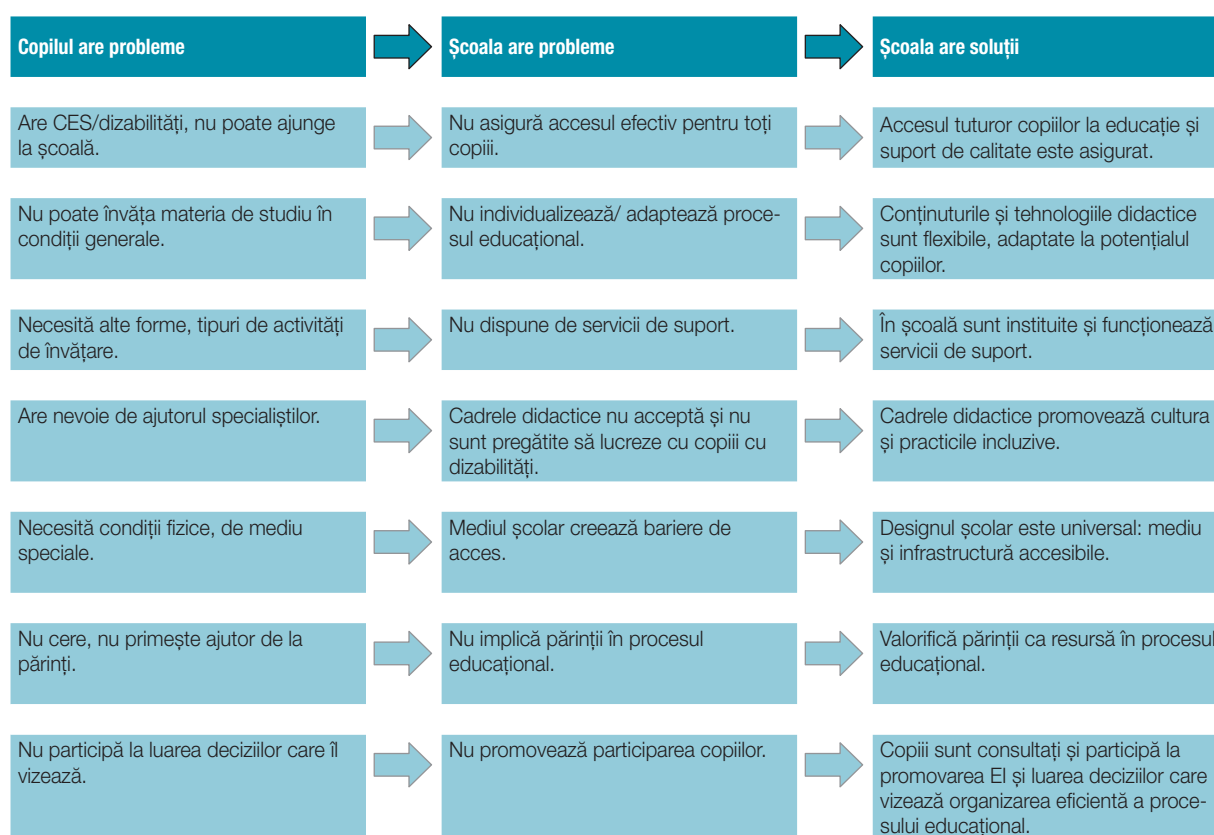 Copilul are probleme
Școala are probleme
Școala are soluții
Are CES/dizabilități, nu poate ajunge
la școală.
Nu asigură accesul efectiv pentru toți
copiii.
Accesul tuturor copiilor la educație și
suport de calitate este asigurat.
Nu poate învăța materia de studiu în
condiții generale.
Nu individualizează/ adaptează proce-
sul educațional.
Conținuturile și tehnologiile didactice
sunt flexibile, adaptate la potențialul
copiilor.
Necesită alte forme, tipuri de activități
de învățare.
Nu dispune de servicii de suport.
În școală sunt instituite și funcționează
servicii de suport.
Are nevoie de ajutorul specialiștilor.
Cadrele didactice nu acceptă și nu
sunt pregătite să lucreze cu copiii cu
dizabilități.
Cadrele didactice promovează cultura
și practicile incluzive.
Necesită condiții fizice, de mediu
speciale.
Mediul școlar creează bariere de
acces.
Designul școlar este universal: mediu
și infrastructură accesibile.
Nu cere, nu primește ajutor de la
părinți.
Nu implică părinții în procesul
educațional.
Valorifică părinții ca resursă în procesul
educațional.
Nu participă la luarea deciziilor care îl
vizează.
Nu promovează participarea copiilor.
Copiii sunt consultați și participă la
promovarea EI și luarea deciziilor care
vizează organizarea eficientă a proce-
sului educațional.